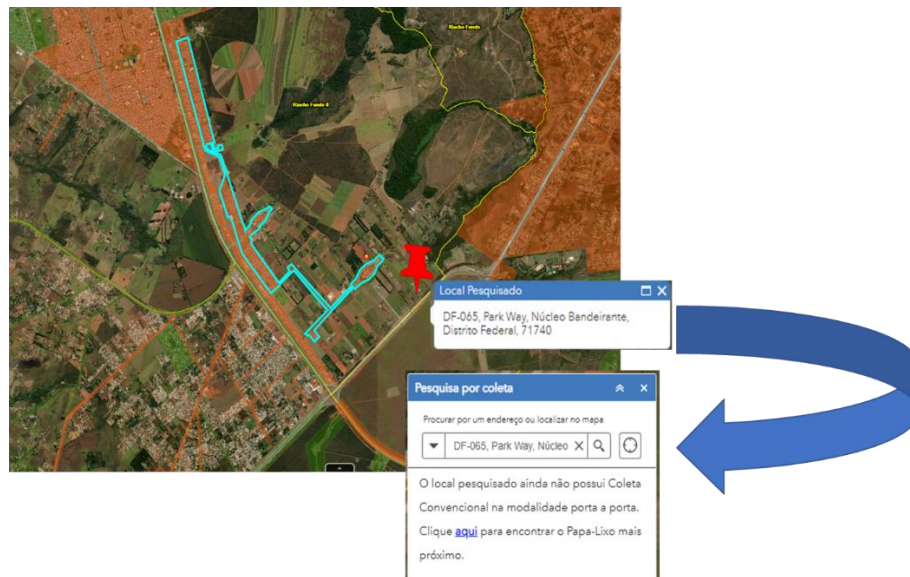 Riacho Fundo
Riacho Fundo II
Local Pesquisado
DF-065, Park Way, Núcleo Bandeirante,
Distrito Federal, 71740
Pesquisa por coleta
Procurar por um endereço ou localizar no mapa
DF-065, Park Way, Núcleo
O local pesquisado ainda não possui Coleta
Convencional na modalidade porta a porta.
Clique aqui para encontrar o Papa-Lixo mais
próximo.